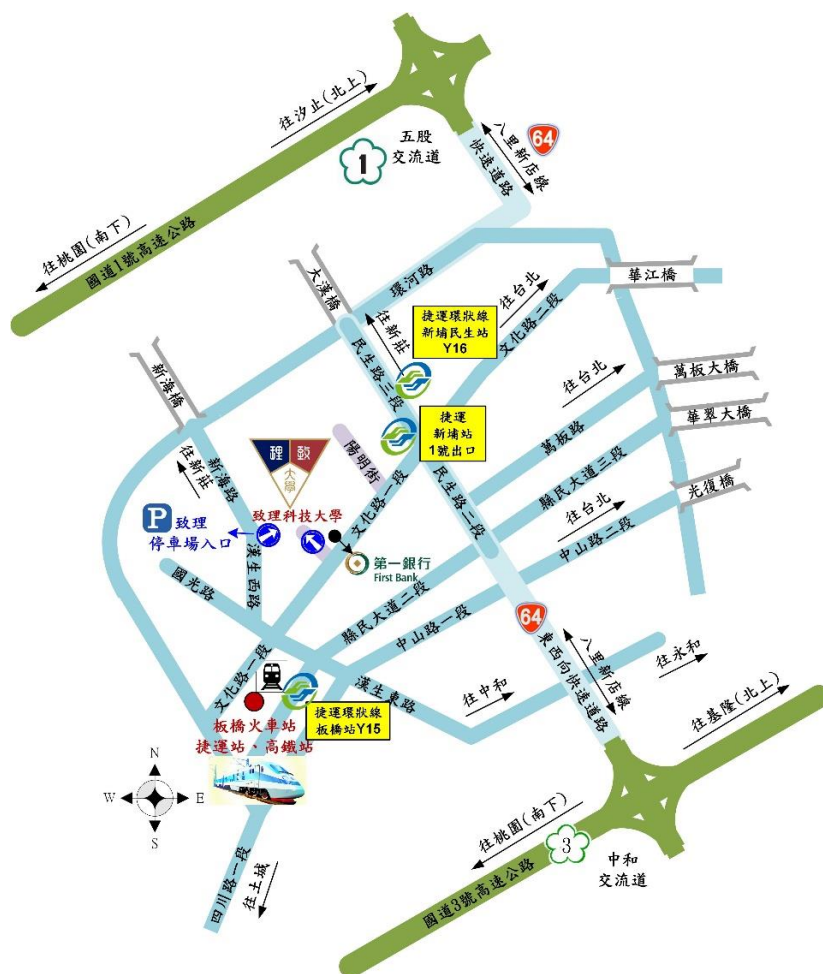 往汐止(北上)
五股
交流道
1
64
八里新店線
快速道路
往桃園(南下)
國道1號高速公路
大漢橋
環河路
往新莊
捷運環狀線
新埔民生站
Y16
往台北
文化路二段
華江橋
新海橋
民生路三段
往台北
萬板大橋
華翠大橋
光復橋
往新莊
新海路
理
致
大學
陽明街
捷運
新埔站
1號出口
萬板路
縣民大道三段
P
致理
停車場入口
致理科技大學
文化路一段
民生路二段
往台北
中山路二段
漢生西路
第一銀行
First Bank
國光路
縣民大道二段
中山路一段
64
八里新店線
東西向快速道路
文化路一段
漢生東路
往中和
往永和
板橋火車站
捷運站、高鐵站
捷運環狀線
板橋站Y15
往基隆(北上)
N
W
E
S
四川路一段
往土城
往桃園(南下)
3
國道3號高速公路
中和
交流道